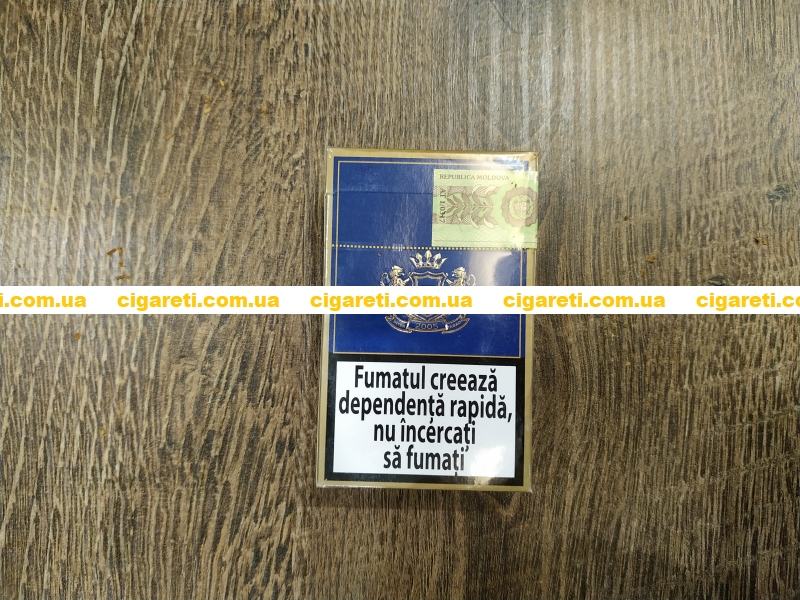 REPUBLICA MOLDOVA
i.com.ua cigareti.com.ua cigareti.com.ua cigareti.com.ua cigareti.co
2005
Fumatul creează
dependență rapidă,
nu încercați
să fumați